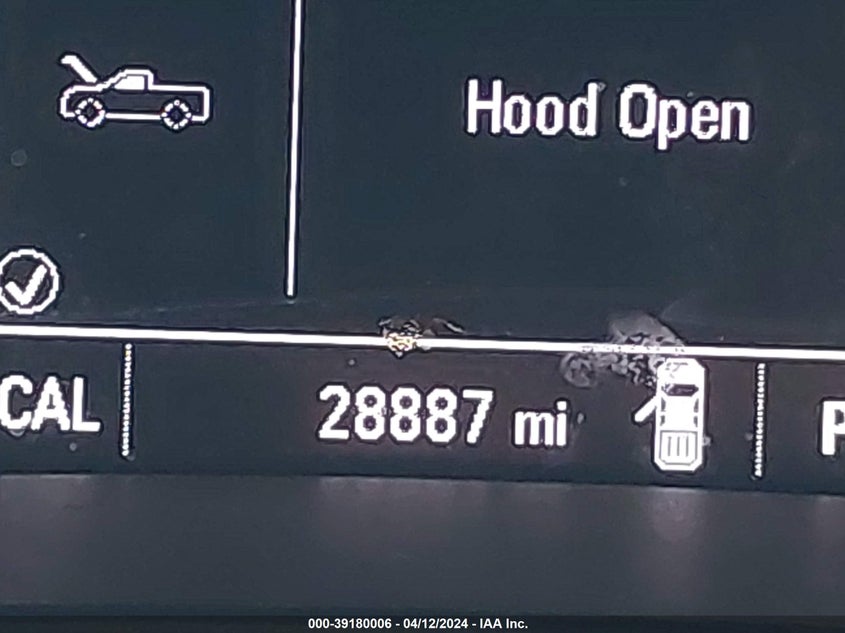 Hood Open
CAL
28887 mi
P
000-39180006 - 04/12/2024 - IAA Inc.